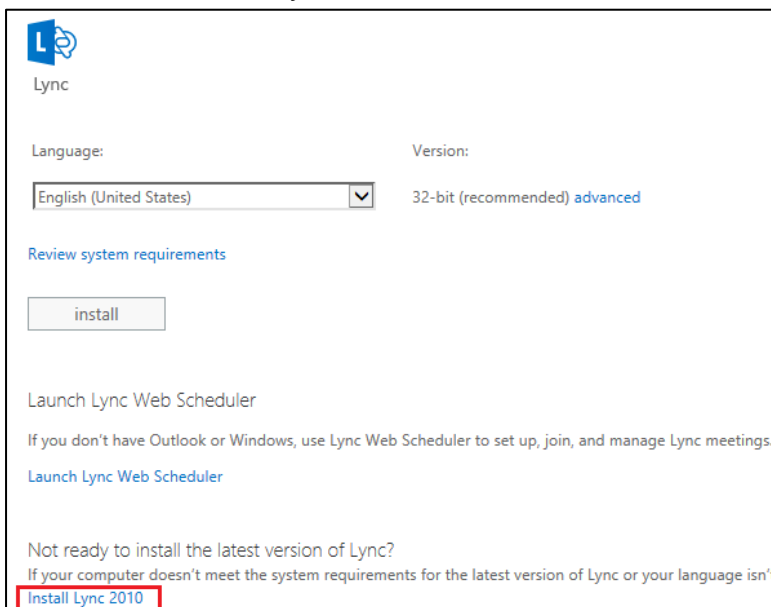 L
Lync
Language:
Version:
English (United States)
32-bit (recommended) advanced
Review system requirements
install
Launch Lync Web Scheduler
If you don't have Outlook or Windows, use Lync Web Scheduler to set up, join, and manage Lync meetings.
Launch Lync Web Scheduler
Not ready to install the latest version of Lync?
If your computer doesn't meet the system requirements for the latest version of Lync or your language isn'
Install Lync 2010